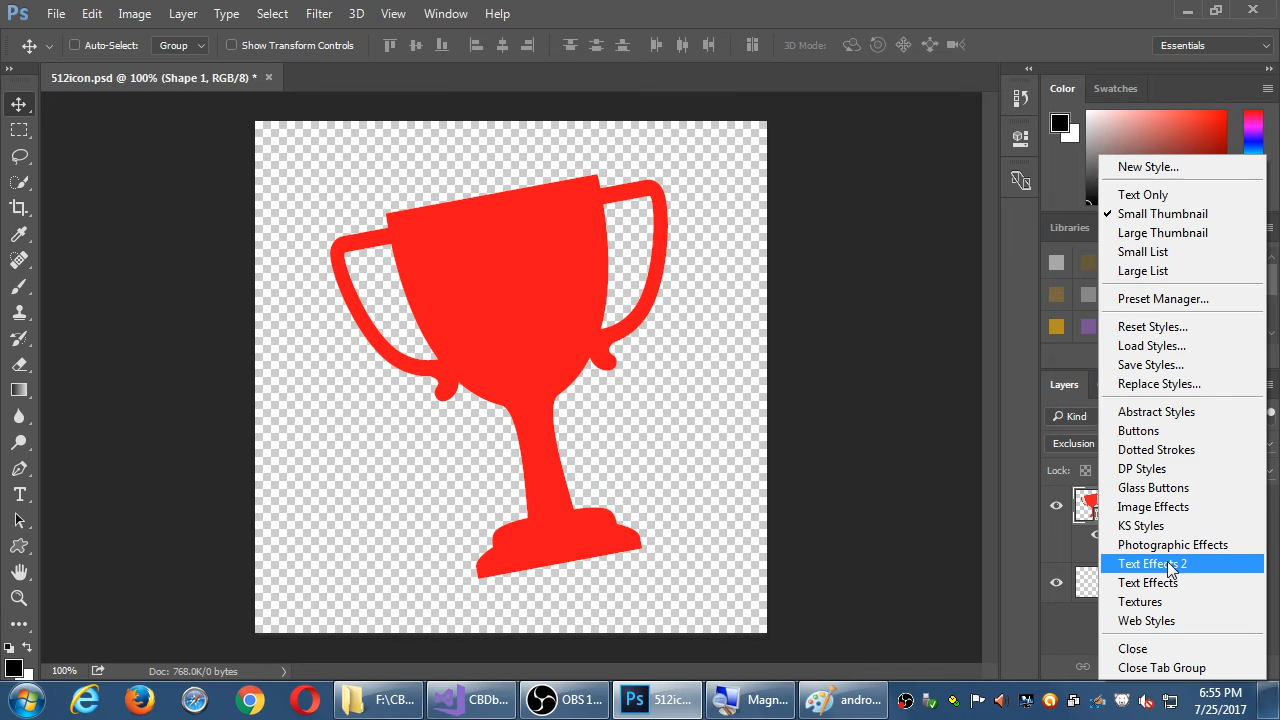 Ps File Edit Image Layer Type Select Filter 3D View Window Help
Auto-Select: Group Show Transform Controls 3D Mode: Essentials
512icon.psd @ 100% (Shape 1, RGB/8) *
Color Swatches
New Style...
Text Only
Small Thumbnail
Large Thumbnail
Libraries
Small List
Large List
Preset Manager...
Reset Styles...
Load Styles...
Save Styles...
Layers
Replace Styles...
Kind
Abstract Styles
Buttons
Exclusion
Dotted Strokes
Lock:
DP Styles
Glass Buttons
Image Effects
KS Styles
Photographic Effects
Text Effects 2
Text Effects
Textures
Web Styles
Close
Close Tab Group
100% Doc: 768.0K/0 bytes
F:\CB... CBDb... OBS 1... Ps 512ic... Magn... andro...
6:55 PM
7/25/2017